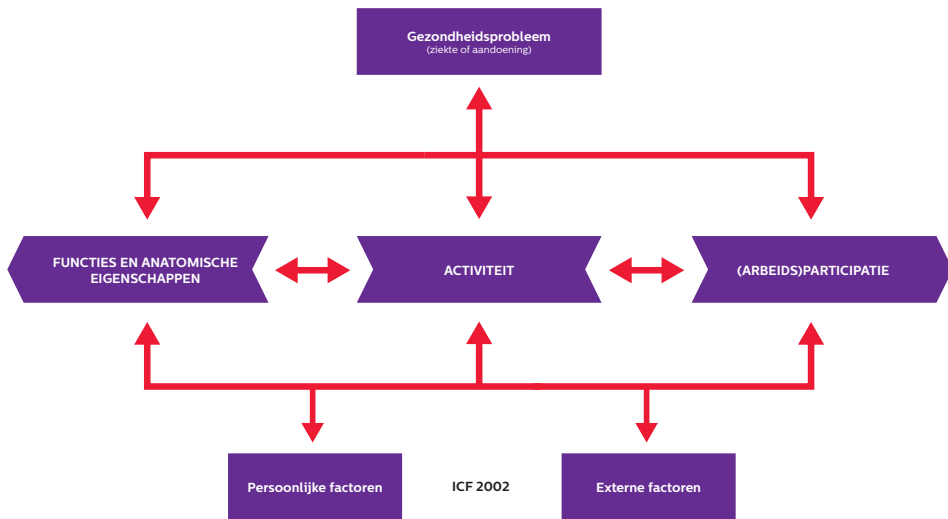 Gezondheidsprobleem
(ziekte of aandoening)
FUNCTIES EN ANATOMISCHE
EIGENSCHAPPEN
ACTIVITEIT
(ARBEIDS)PARTICIPATIE
Persoonlijke factoren
ICF 2002
Externe factoren